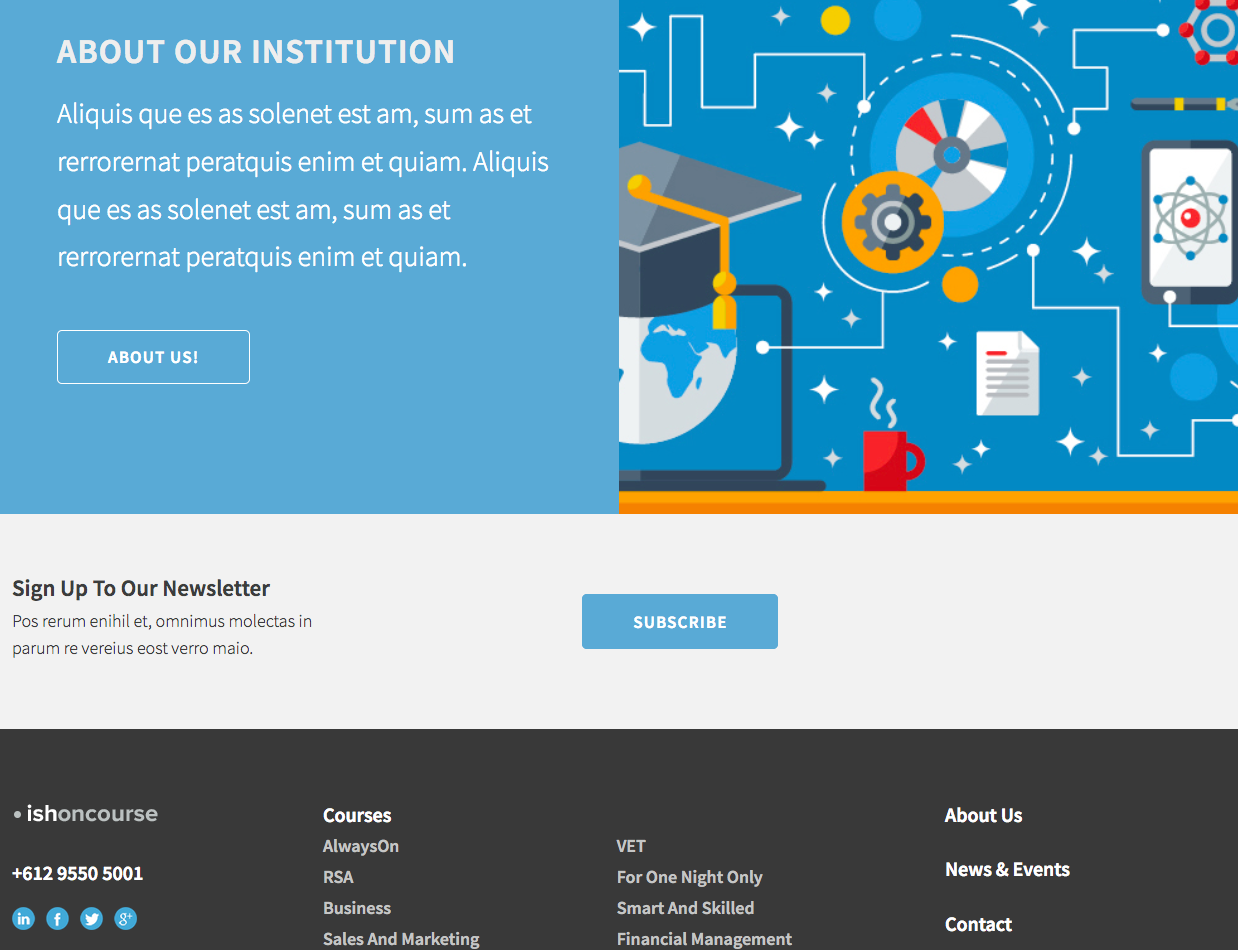 ABOUT OUR INSTITUTION
Aliquis que es as solenet est am, sum as et
rerrorernat peratquis enim et quiam. Aliquis
que es as solenet est am, sum as et
rerrorernat peratquis enim et quiam.
ABOUT US!
Sign Up To Our Newsletter
Pos rerum enihil et, omnimus molectas in
parum re vereius eost verro maio.
SUBSCRIBE
ishoncourse
+612 9550 5001
in f g+
Courses
AlwaysOn
RSA
Business
Sales And Marketing
VET
For One Night Only
Smart And Skilled
Financial Management
About Us
News & Events
Contact